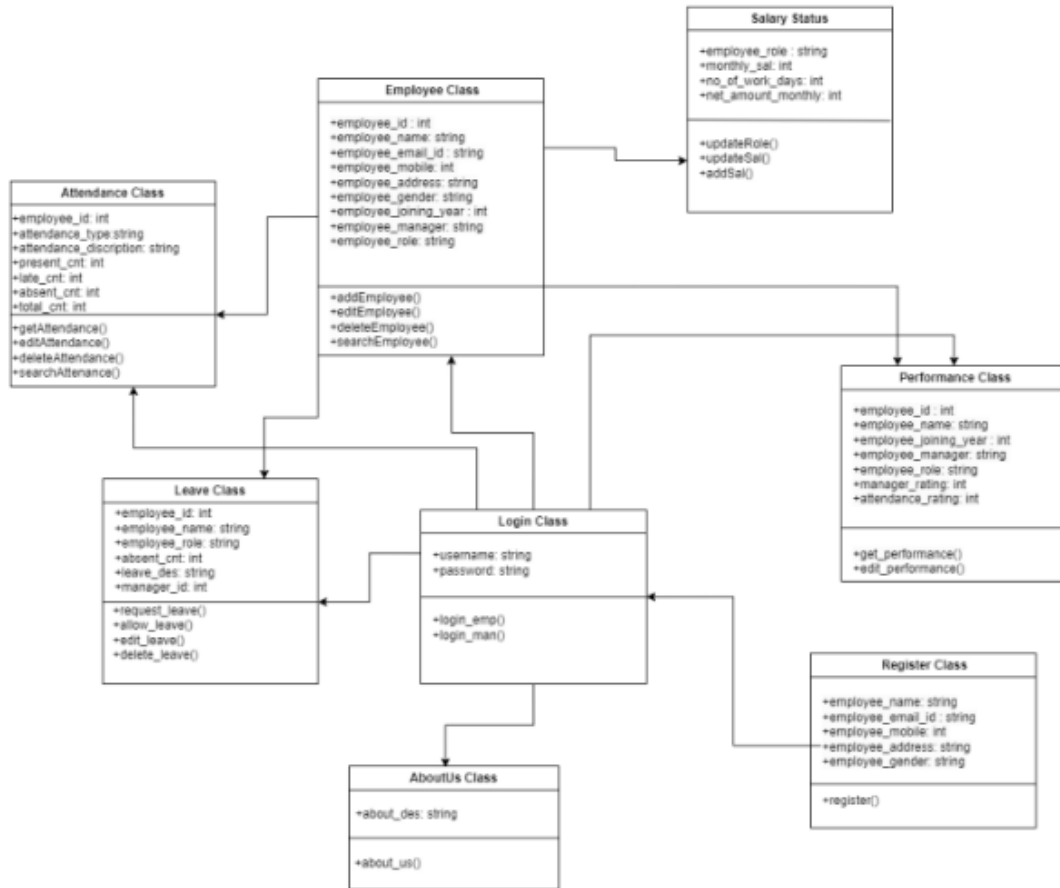 Salary Status
+employee_role : string
+monthly_sal: int
+no_of_work_days: int
+net_amount_monthly: int
+updateRole()
+updateSal()
+addSal()
Employee Class
+employee_id : int
+employee_name: string
+employee_email_id : string
+employee_mobile: int
+employee_address: string
+employee_gender: string
+employee_joining_year : int
+employee_manager: string
+employee_role: string
+addEmployee()
+editEmployee()
+deleteEmployee()
+searchEmployee()
Attendance Class
+employee_id: int
+attendance_type:string
+attendance_discription: string
+present_cnt: int
+late_cnt: int
+absent_cnt: int
+total_cnt: int
+getAttendance()
+editAttendance()
+deleteAttendance()
+searchAttenance()
Performance Class
+employee_id : int
+employee_name: string
+employee_joining_year : int
+employee_manager: string
+employee_role: string
+manager_rating: int
+attendance_rating: int
+get_performance()
+edit_performance()
Leave Class
+employee_id: int
+employee_name: string
+employee_role: string
+absent_cnt: int
+leave_des: string
+manager_id: int
+request_leave()
+allow_leave()
+edit_leave()
+delete_leave()
Login Class
+username: string
+password: string
+login_emp()
+login_man()
Register Class
+employee_name: string
+employee_email_id : string
+employee_mobile: int
+employee_address: string
+employee_gender: string
+register()
AboutUs Class
+about_des: string
+about_us()